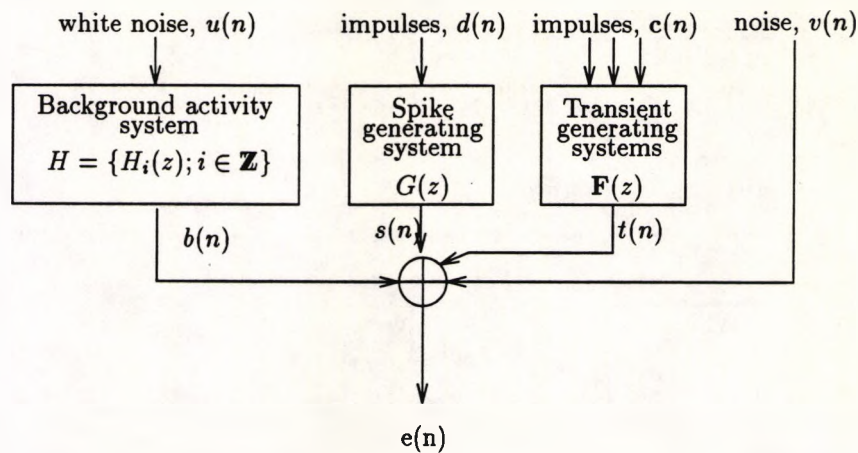 white noise, u(n) impulses, d(n) impulses, c(n) noise, v(n)
Background activity system
H = {H_i(z); i ∈ ℤ}
Spike generating system
G(z)
Transient generating systems
F(z)
b(n) s(n) t(n)
e(n)